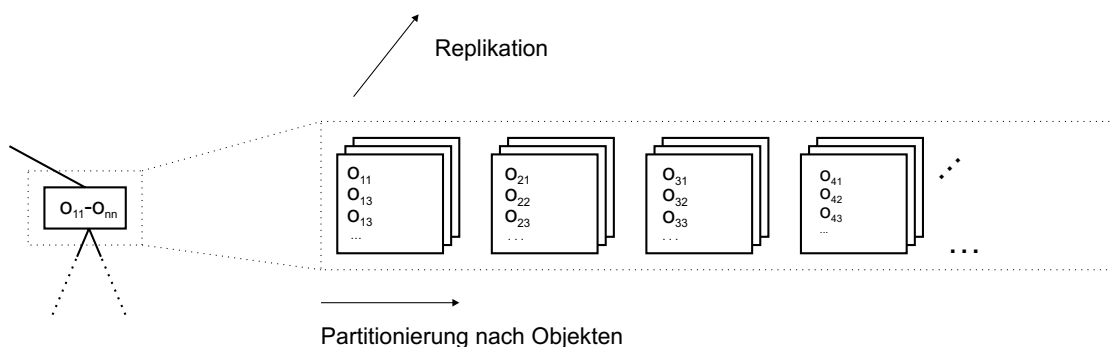 Replikation
o₁₁-oₙₙ
o₁₁
o₁₃
o₁₃
...
o₂₁
o₂₂
o₂₃
...
o₃₁
o₃₂
o₃₃
...
o₄₁
o₄₂
o₄₃
...
...
...
Partitionierung nach Objekten